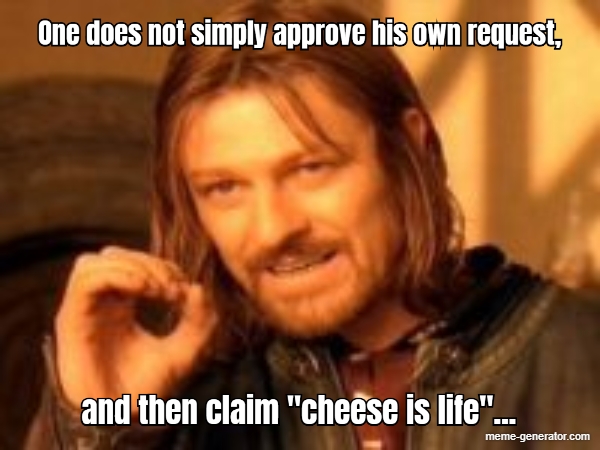 One does not simply approve his own request,
and then claim "cheese is life"...
meme-generator.com